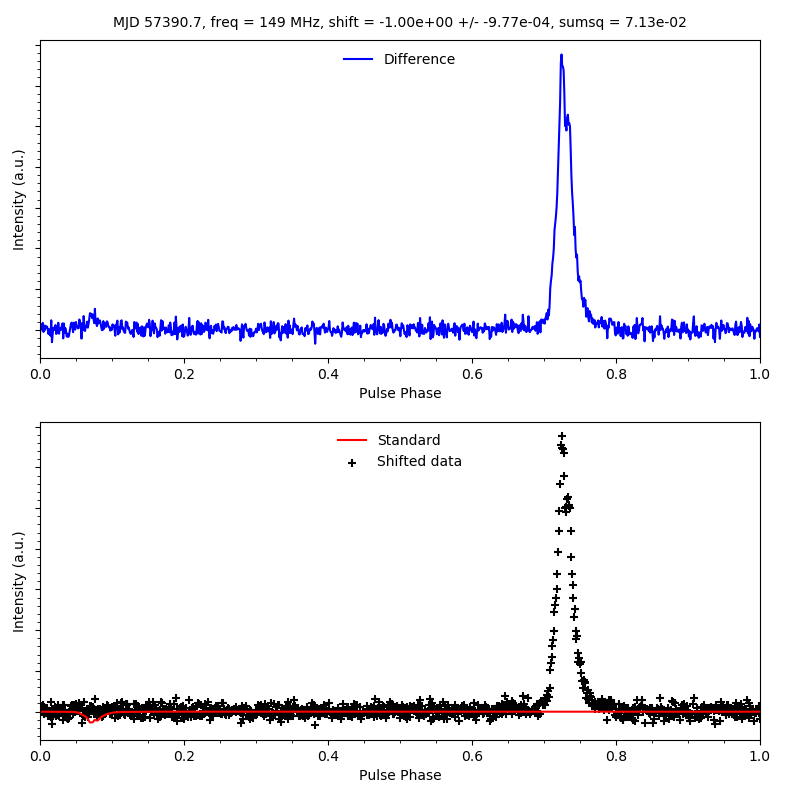 MJD 57390.7, freq = 149 MHz, shift = -1.00e+00 +/- -9.77e-04, sumsq = 7.13e-02
Difference
Intensity (a.u.)
0.0 0.2 0.4 0.6 0.8 1.0
Pulse Phase
Standard
Shifted data
Intensity (a.u.)
0.0 0.2 0.4 0.6 0.8 1.0
Pulse Phase